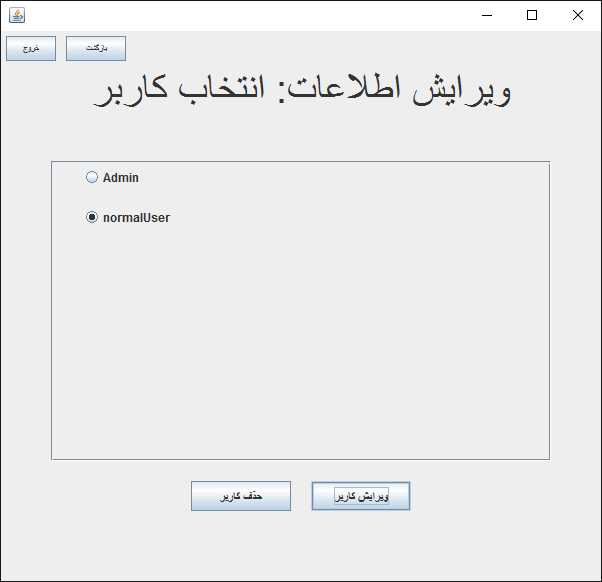 خروج
بازگشت
ویرایش اطلاعات: انتخاب کاربر
Admin
normalUser
حذف کاربر
ویرایش کاربر